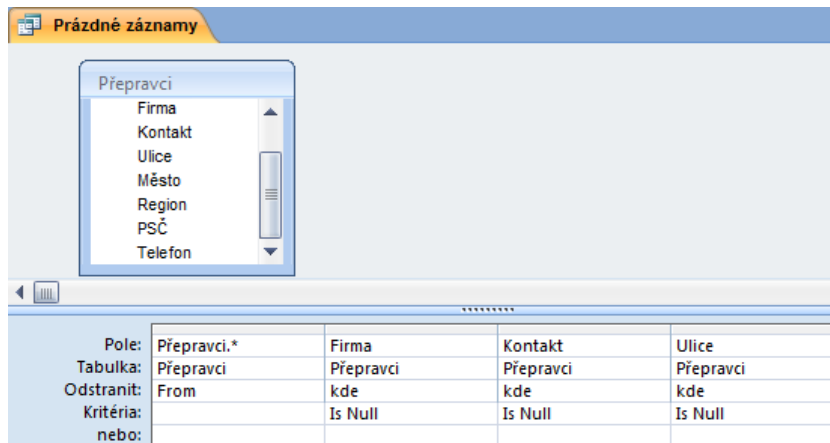 Prázdné záznamy
Přepravci
Firma
Kontakt
Ulice
Město
Region
PSČ
Telefon
Pole: Přepravci.* Firma Kontakt Ulice
Tabulka: Přepravci Přepravci Přepravci Přepravci
Odstranit: From kde kde kde
Kritéria: Is Null Is Null Is Null
nebo: